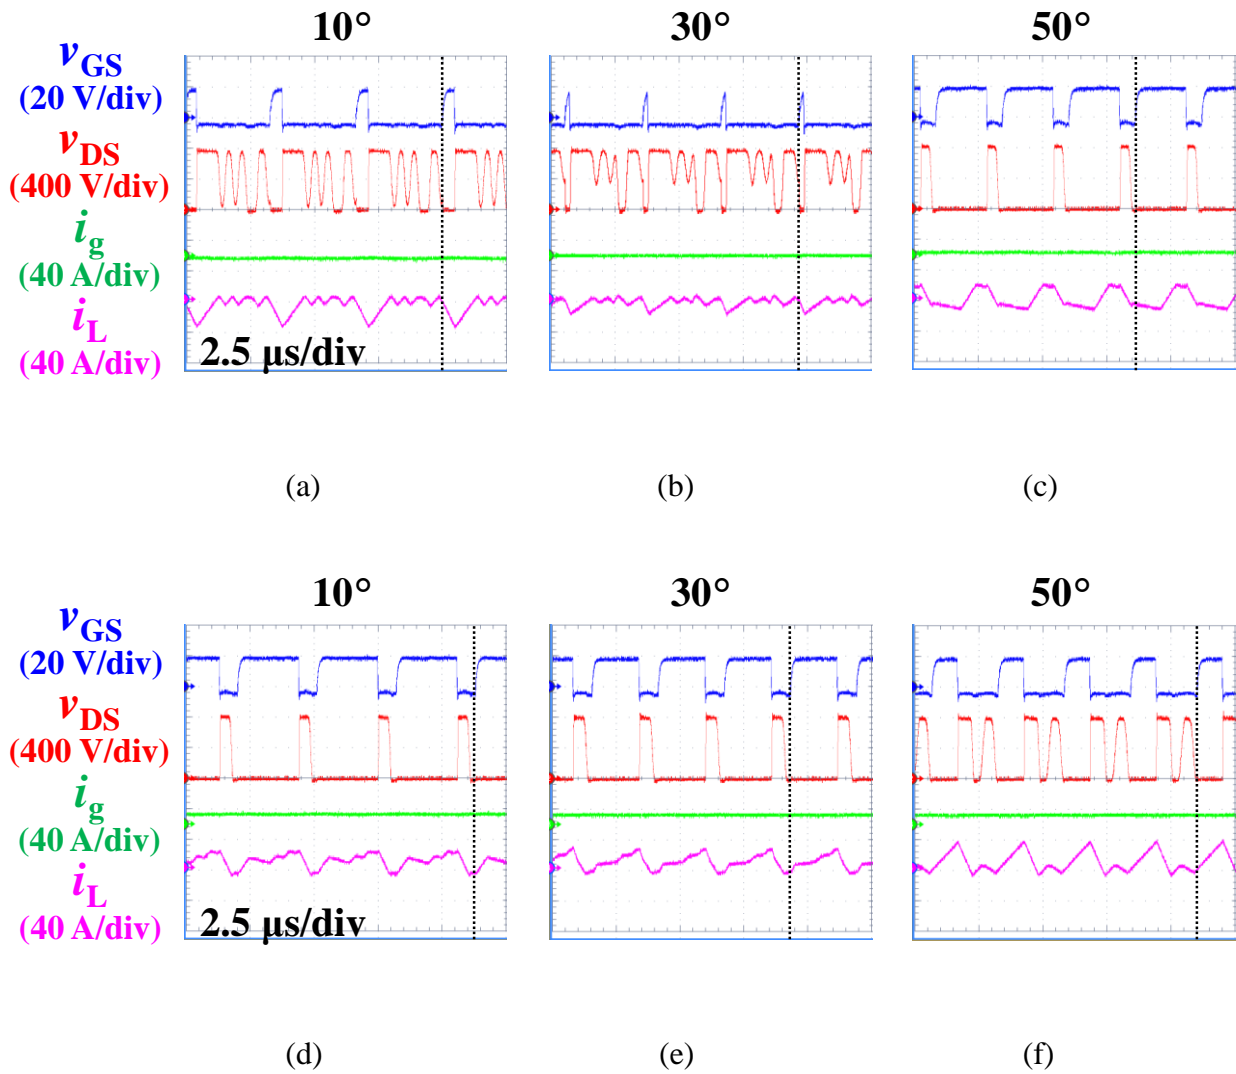 10° 30° 50°
vGS
(20 V/div)
vDS
(400 V/div)
ig
(40 A/div)
iL
(40 A/div)
2.5 μs/div
(a) (b) (c)
10° 30° 50°
vGS
(20 V/div)
vDS
(400 V/div)
ig
(40 A/div)
iL
(40 A/div)
2.5 μs/div
(d) (e) (f)